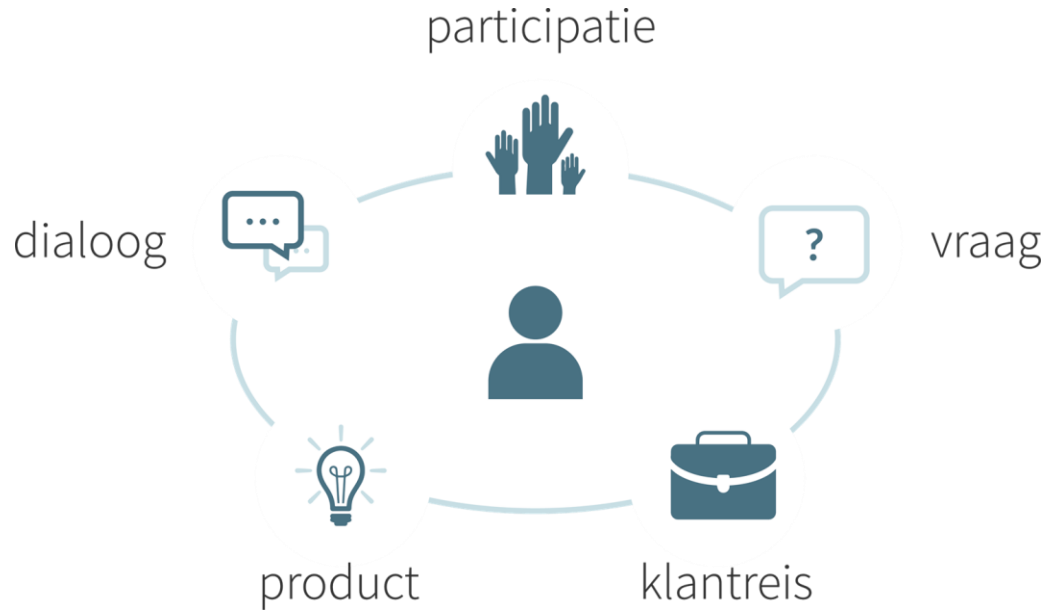 participatie
dialoog
vraag
?
product
klantreis